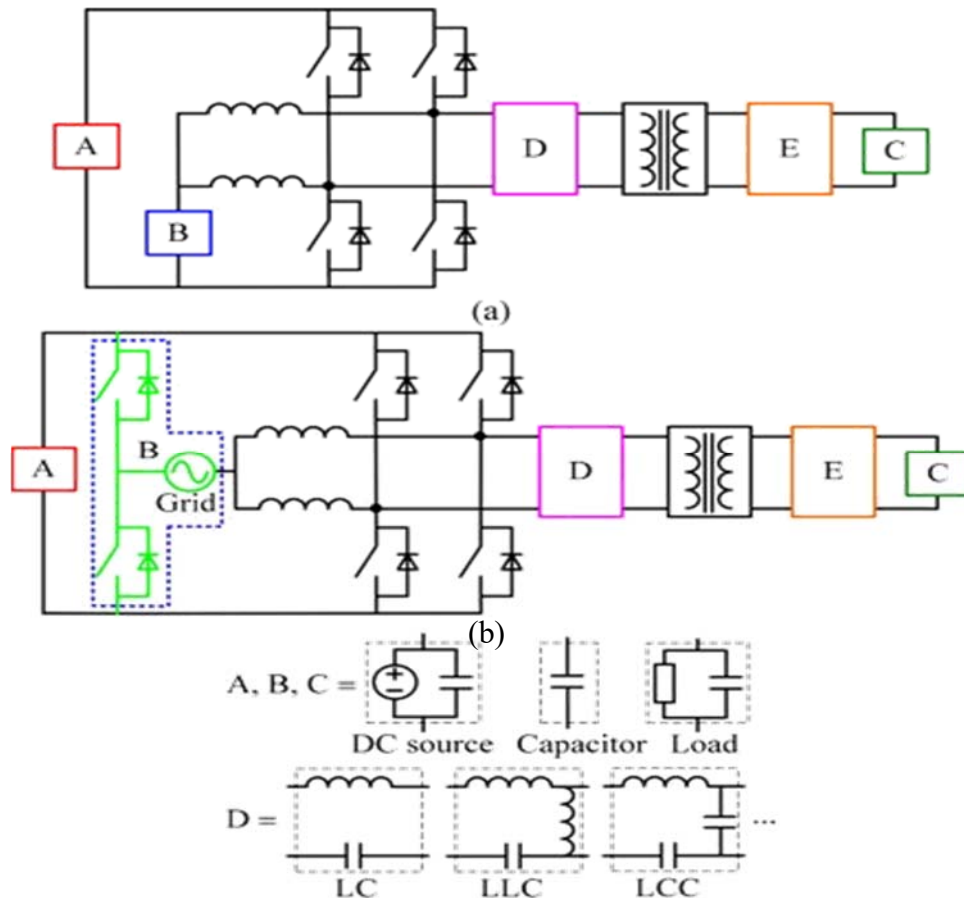 A
B
D
E
C
(a)
A
B
Grid
D
E
C
(b)
A, B, C =
DC source Capacitor Load
D =
...
LC LLC LCC